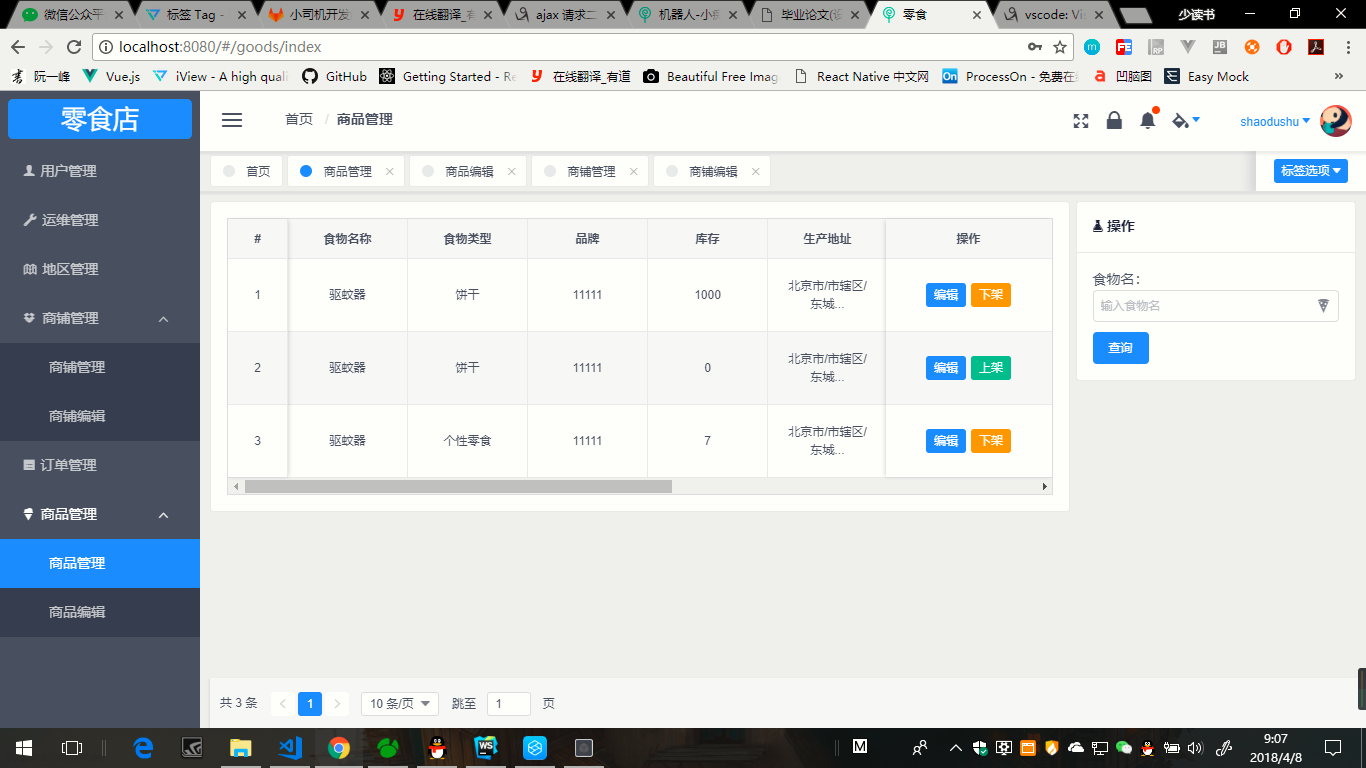 微信公众平
标签 Tag -
小司机开发
在线翻译_有
ajax 请求二
机器人-小
毕业论文(
零食
vscode: Vis
少读书
localhost:8080/#/goods/index
阮一峰
Vue.js
iView - A high quali
GitHub
Getting Started - Re
在线翻译_有道
Beautiful Free Imag
React Native 中文网
ProcessOn - 免费在
凹脑图
Easy Mock
»
零食店
首页 / 商品管理
shaodushu
用户管理
运维管理
地区管理
商铺管理
商铺管理
商铺编辑
订单管理
商品管理
商品管理
商品编辑
首页
商品管理
商品编辑
商铺管理
商铺编辑
标签选项
# 食物名称 食物类型 品牌 库存 生产地址 操作
1 驱蚊器 饼干 11111 1000 北京市/市辖区/
东城...
编辑 下架
2 驱蚊器 饼干 11111 0 北京市/市辖区/
东城...
编辑 上架
3 驱蚊器 个性零食 11111 7 北京市/市辖区/
东城...
编辑 下架
操作
食物名:
输入食物名
查询
共 3 条
1
10 条/页
跳至 1 页
9:07
2018/4/8